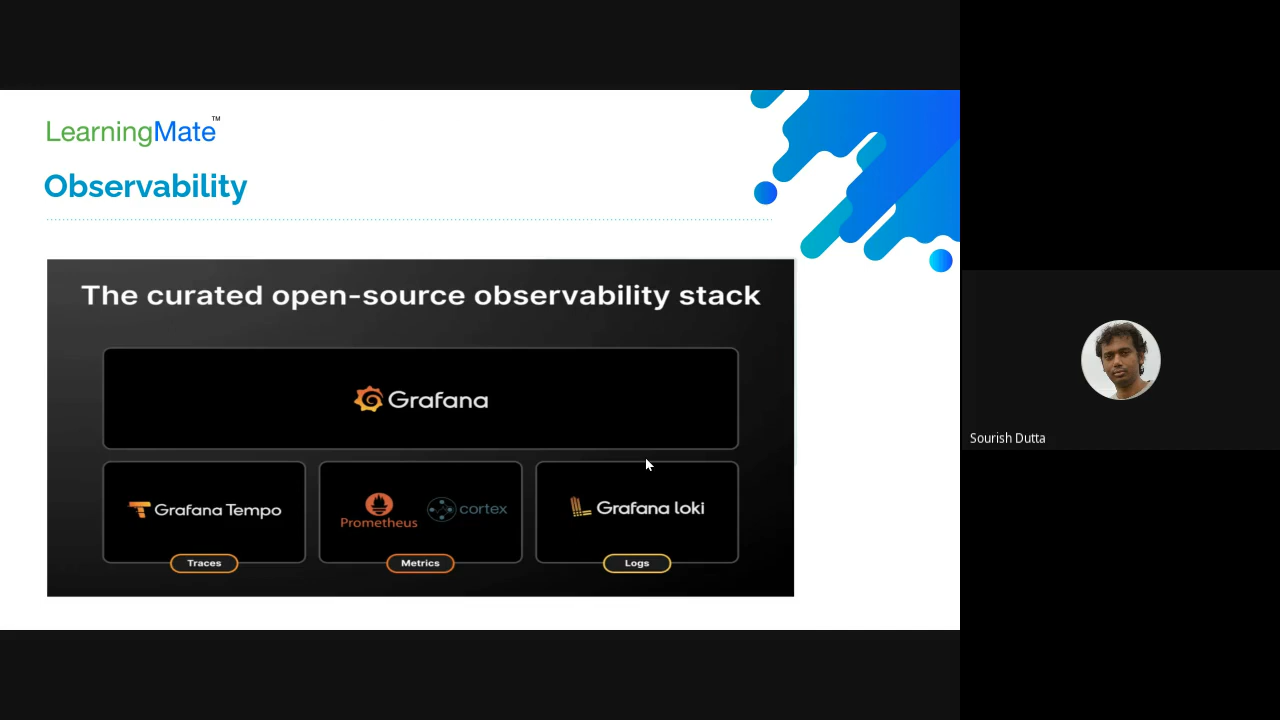 LearningMate™
Observability
The curated open-source observability stack
Grafana
Grafana Tempo
Traces
Prometheus
cortex
Metrics
Grafana loki
Logs
Sourish Dutta